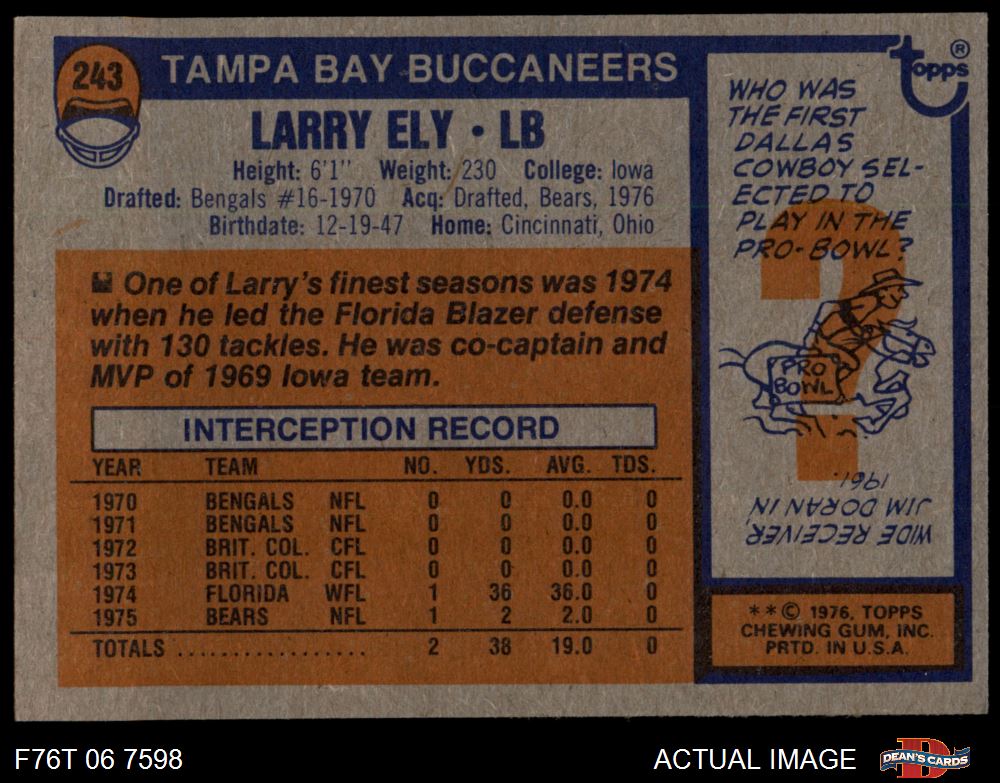 243
TAMPA BAY BUCCANEERS
LARRY ELY • LB
Height: 6'1" Weight: 230 College: Iowa
Drafted: Bengals #16-1970 Acq: Drafted, Bears, 1976
Birthdate: 12-19-47 Home: Cincinnati, Ohio
One of Larry's finest seasons was 1974
when he led the Florida Blazer defense
with 130 tackles. He was co-captain and
MVP of 1969 Iowa team.
INTERCEPTION RECORD
YEAR TEAM NO. YDS. AVG. TDS.
1970 BENGALS NFL 0 0 0.0 0
1971 BENGALS NFL 0 0 0.0 0
1972 BRIT. COL. CFL 0 0 0.0 0
1973 BRIT. COL. CFL 0 0 0.0 0
1974 FLORIDA WFL 1 36 36.0 0
1975 BEARS NFL 1 2 2.0 0
TOTALS ................. 2 38 19.0 0
Topps ®
WHO WAS
THE FIRST
DALLAS
COWBOY SEL-
ECTED TO
PLAY IN THE
PRO-BOWL?
?
PRO
BOWL
WIDE RECEIVER,
JIM DORAN IN
1961.
**© 1976, TOPPS
CHEWING GUM, INC.
PRTD. IN U.S.A.
F76T 06 7598
ACTUAL IMAGE
D
DEAN'S CARDS